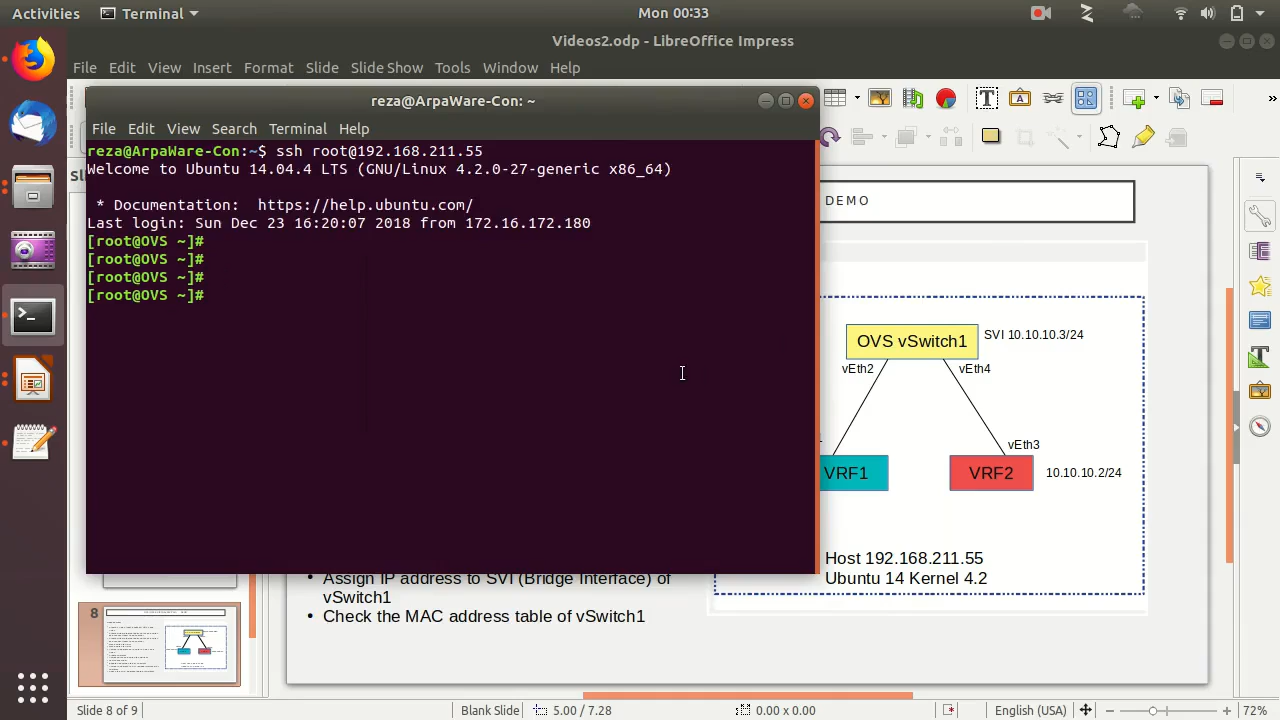 Activities
Terminal
Mon 00:33
Videos2.odp - LibreOffice Impress
File Edit View Insert Format Slide Slide Show Tools Window Help
reza@ArpaWare-Con: ~
File Edit View Search Terminal Help
reza@ArpaWare-Con:~$ ssh root@192.168.211.55
Welcome to Ubuntu 14.04.4 LTS (GNU/Linux 4.2.0-27-generic x86_64)
* Documentation: https://help.ubuntu.com/
Last login: Sun Dec 23 16:20:07 2018 from 172.16.172.180
[root@OVS ~]#
[root@OVS ~]#
[root@OVS ~]#
[root@OVS ~]#
DEMO
OVS vSwitch1
SVI 10.10.10.3/24
vEth2
vEth4
vEth3
VRF1
VRF2
10.10.10.2/24
Host 192.168.211.55
Ubuntu 14 Kernel 4.2
• Assign IP address to SVI (Bridge Interface) of
vSwitch1
• Check the MAC address table of vSwitch1
8
Slide 8 of 9
Blank Slide
5.00 / 7.28
0.00 x 0.00
English (USA)
72%